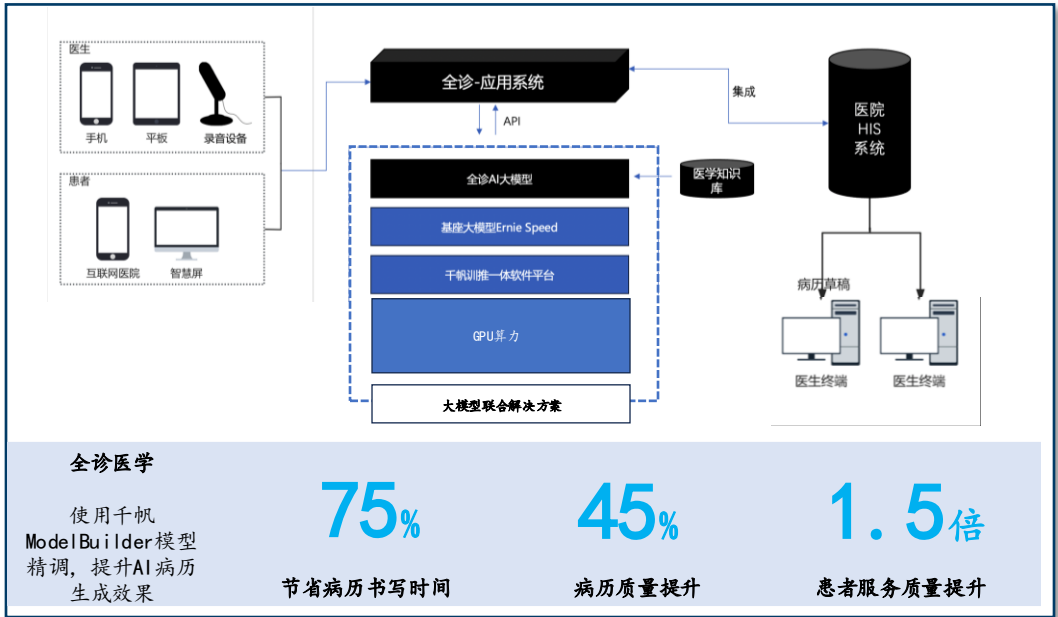 医生
手机
平板
录音设备
患者
互联网医院
智慧屏
全诊-应用系统
API
集成
医院
HIS
系统
全诊AI大模型
医学知识
库
基座大模型Ernie Speed
千帆训推一体软件平台
GPU算力
大模型联合解决方案
病历草稿
医生终端
医生终端
全诊医学
使用千帆
ModelBuilder模型
精调，提升AI病历
生成效果
75%
节省病历书写时间
45%
病历质量提升
1.5倍
患者服务质量提升